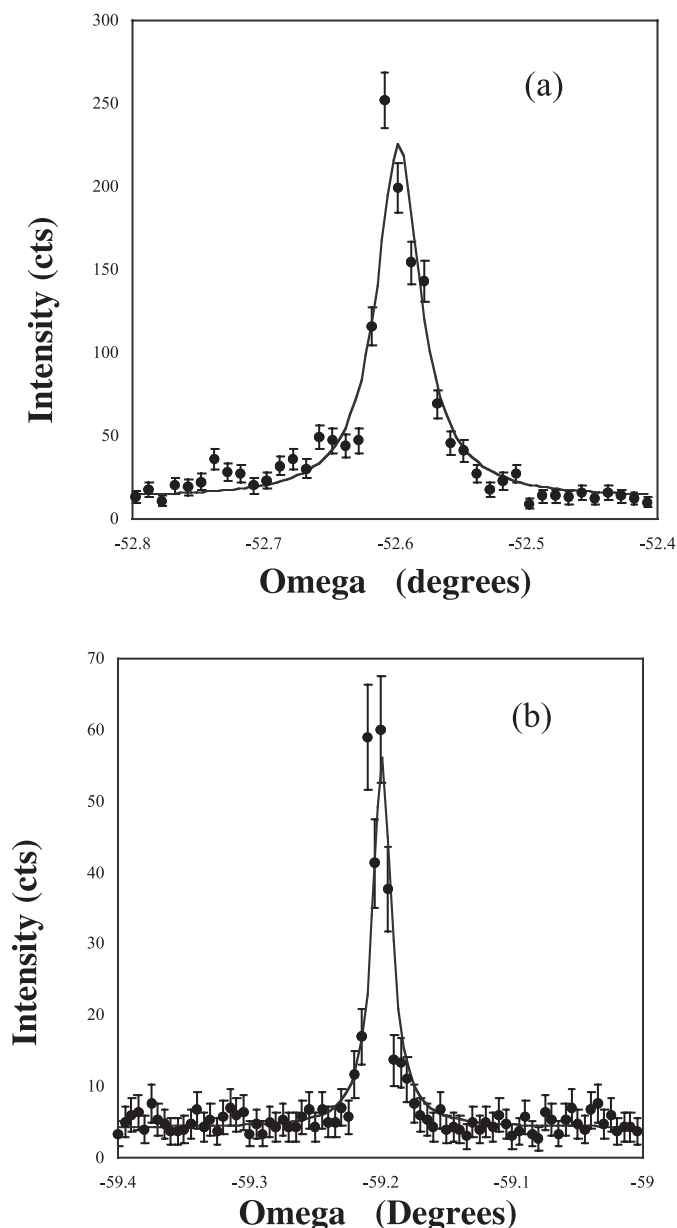 300
250
200
150
100
50
0
Intensity (cts)
(a)
-52.8 -52.7 -52.6 -52.5 -52.4
Omega (degrees)
70
60
50
40
30
20
10
0
Intensity (cts)
(b)
-59.4 -59.3 -59.2 -59.1 -59
Omega (Degrees)